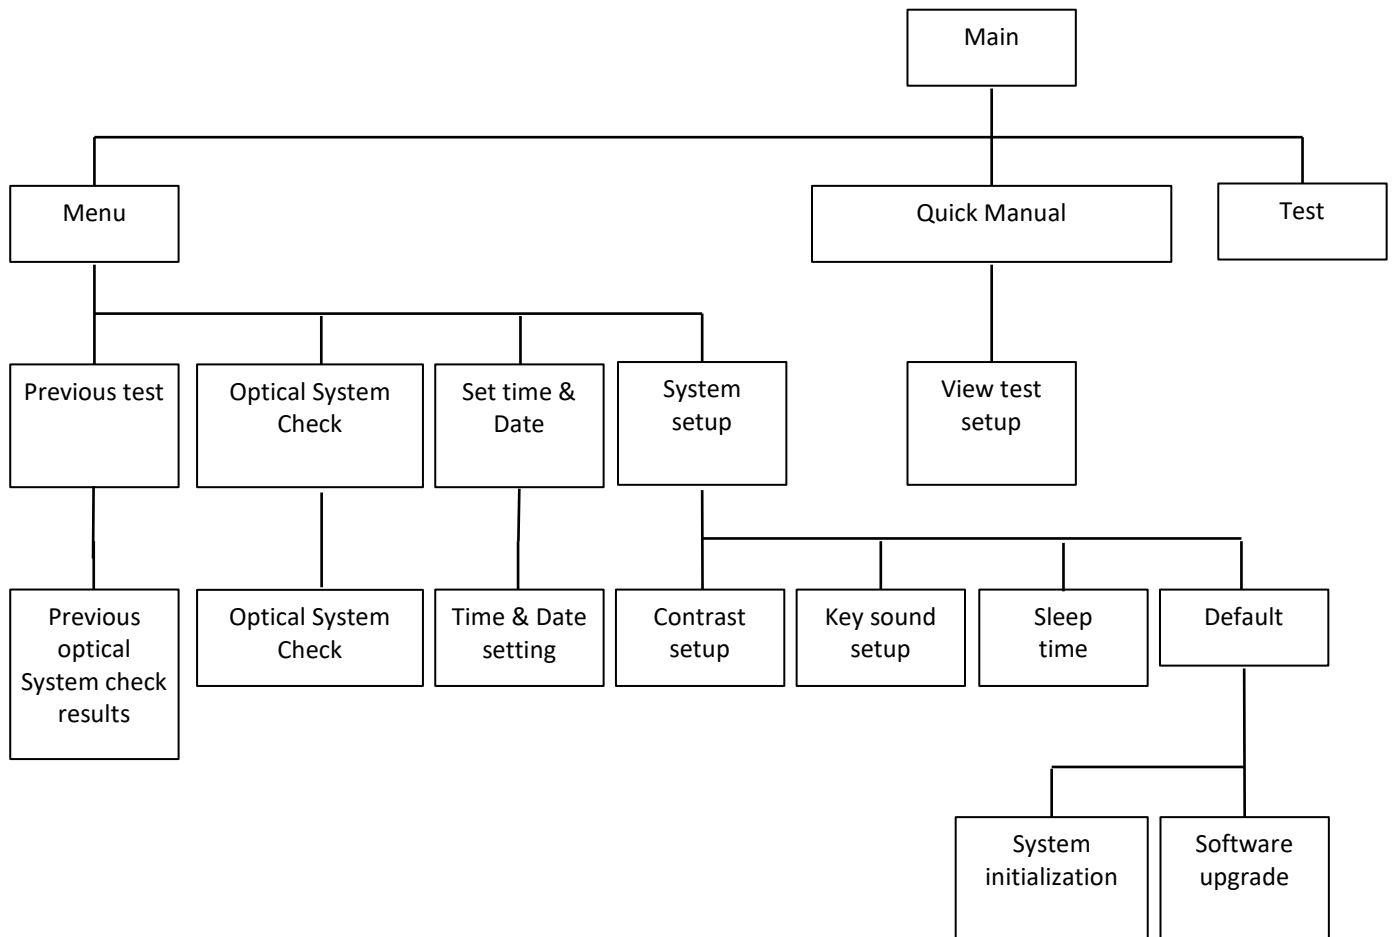 Main
Menu
Quick Manual
Test
Previous test
Optical System
Check
Set time &
Date
System
setup
View test
setup
Previous
optical
System check
results
Optical System
Check
Time & Date
setting
Contrast
setup
Key sound
setup
Sleep
time
Default
System
initialization
Software
upgrade